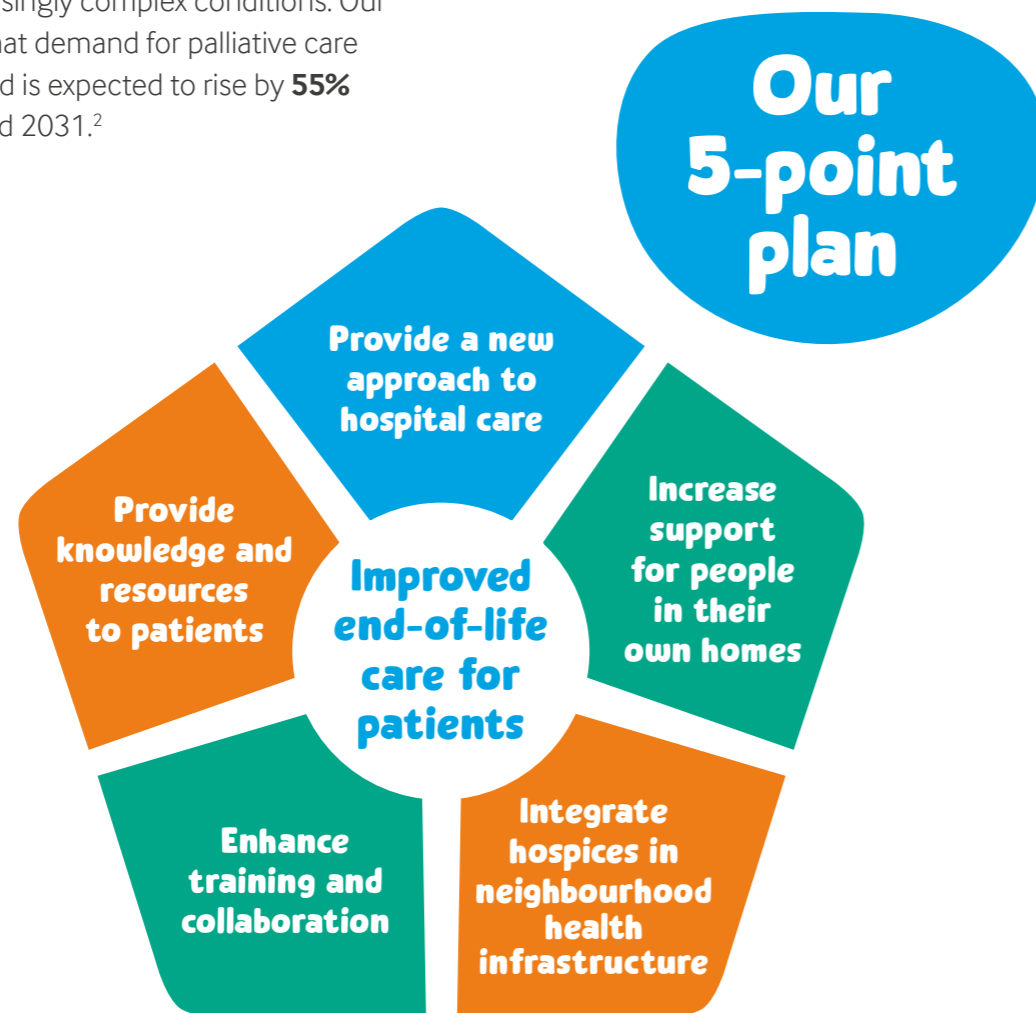 singly complex conditions. Our
at demand for palliative care
d is expected to rise by 55%
d 2031.2
Our
5-point
plan
Provide a new
approach to
hospital care
Increase
support
for people
in their
own homes
Integrate
hospices in
neighbourhood
health
infrastructure
Enhance
training and
collaboration
Provide
knowledge and
resources
to patients
Improved
end-of-life
care for
patients